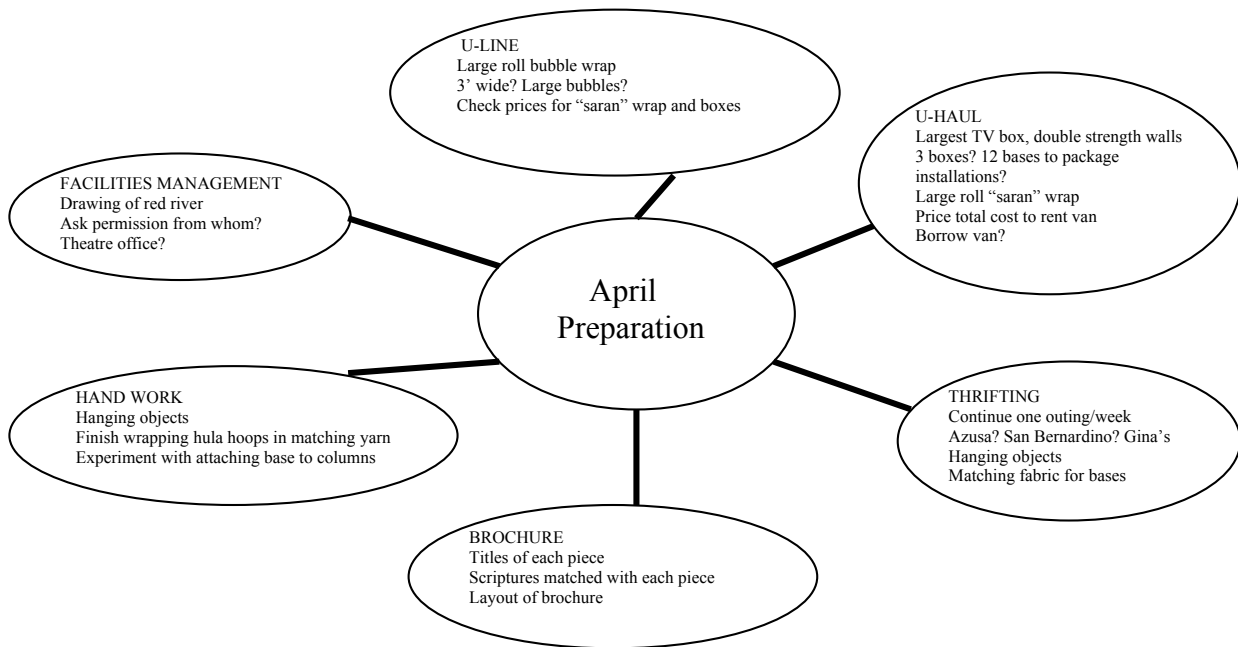 U-LINE
Large roll bubble wrap
3’ wide? Large bubbles?
Check prices for “saran” wrap and boxes
U-HAUL
Largest TV box, double strength walls
3 boxes? 12 bases to package
installations?
Large roll “saran” wrap
Price total cost to rent van
Borrow van?
FACILITIES MANAGEMENT
Drawing of red river
Ask permission from whom?
Theatre office?
April
Preparation
HAND WORK
Hanging objects
Finish wrapping hula hoops in matching yarn
Experiment with attaching base to columns
THRIFTING
Continue one outing/week
Azusa? San Bernardino? Gina’s
Hanging objects
Matching fabric for bases
BROCHURE
Titles of each piece
Scriptures matched with each piece
Layout of brochure